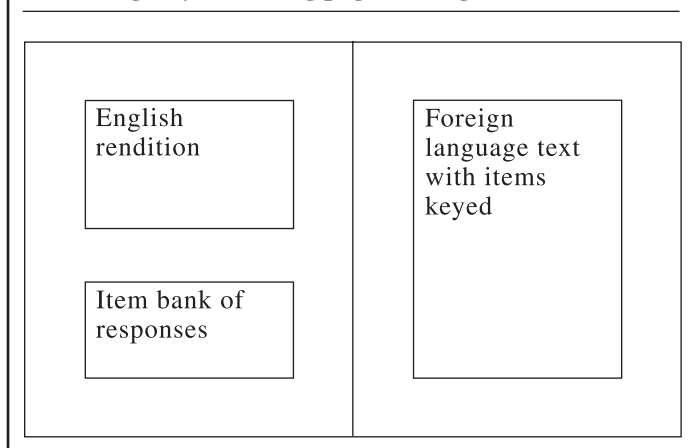 English
rendition
Item bank of
responses
Foreign
language text
with items
keyed